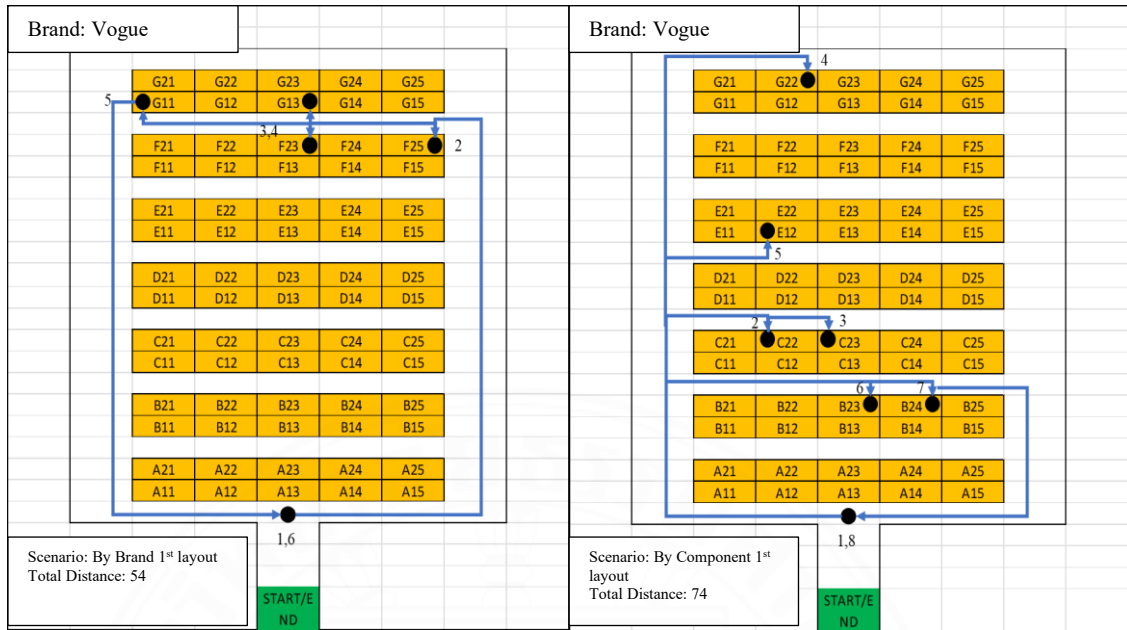 Brand: Vogue
4
G21 G22 G23 G24 G25
5 G11 G12 G13 G14 G15
3,4
F21 F22 F23 F24 F25 2
F11 F12 F13 F14 F15
E21 E22 E23 E24 E25
E11 E12 E13 E14 E15
D21 D22 D23 D24 D25
D11 D12 D13 D14 D15
C21 C22 C23 C24 C25
C11 C12 C13 C14 C15
B21 B22 B23 B24 B25
B11 B12 B13 B14 B15
A21 A22 A23 A24 A25
A11 A12 A13 A14 A15
1,6
Scenario: By Brand 1st layout
Total Distance: 54
START/E
ND
Brand: Vogue
4
G21 G22 G23 G24 G25
G11 G12 G13 G14 G15
F21 F22 F23 F24 F25
F11 F12 F13 F14 F15
E21 E22 E23 E24 E25
E11 E12 E13 E14 E15
5
D21 D22 D23 D24 D25
D11 D12 D13 D14 D15
2 3
C21 C22 C23 C24 C25
C11 C12 C13 C14 C15
6 7
B21 B22 B23 B24 B25
B11 B12 B13 B14 B15
A21 A22 A23 A24 A25
A11 A12 A13 A14 A15
1,8
Scenario: By Component 1st
layout
Total Distance: 74
START/E
ND